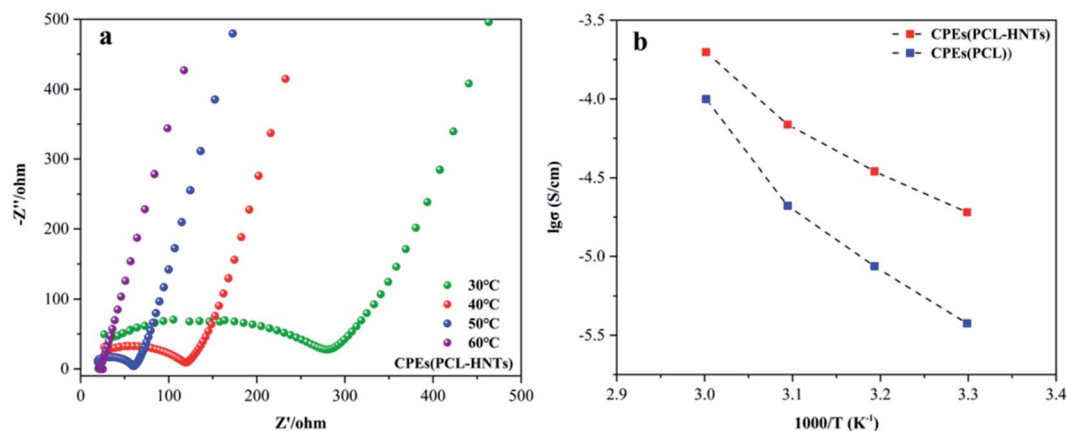 a
500
400
300
200
100
0
-Z''/ohm
30°C
40°C
50°C
60°C
CPEs(PCL-HNTs)
0 100 200 300 400 500
Z'/ohm
b
CPEs(PCL-HNTs)
CPEs(PCL))
-3.5
-4.0
-4.5
-5.0
-5.5
lgσ (S/cm)
2.9 3.0 3.1 3.2 3.3 3.4
1000/T (K-1)